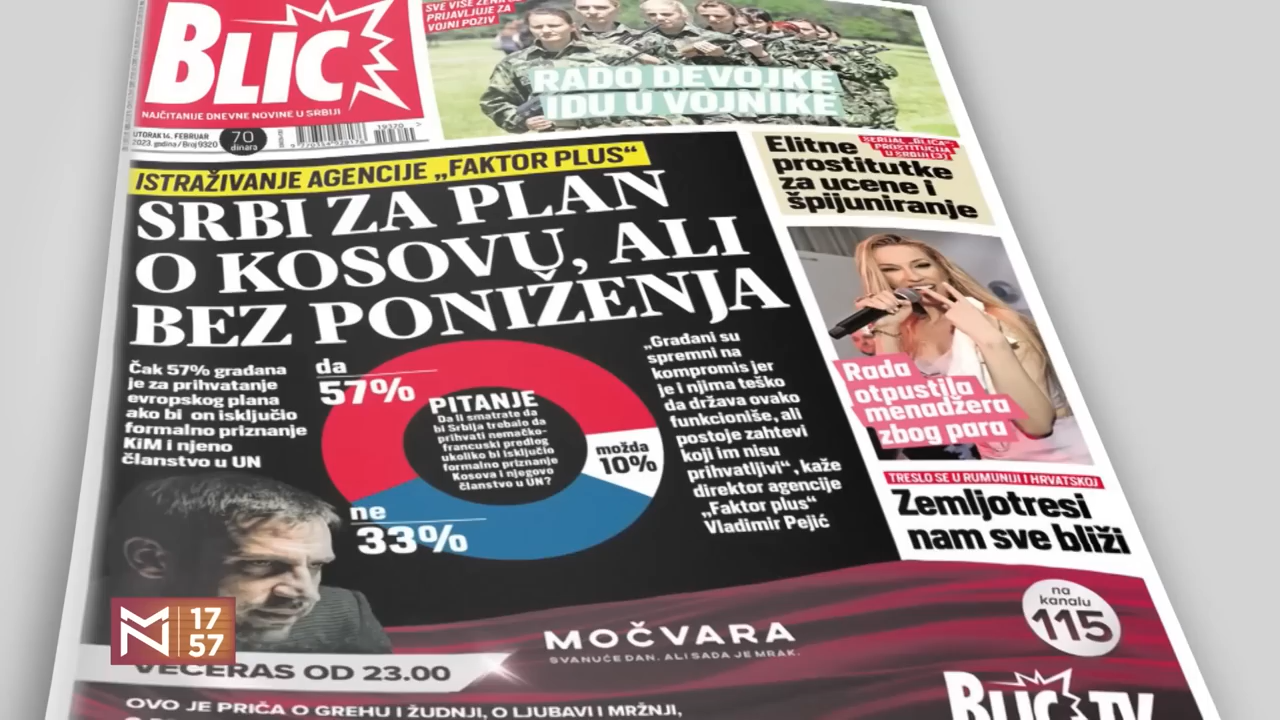 BLIC
NAJČITANIJE DNEVNE NOVINE U SRBIJI
UTORAK 14. FEBRUAR
2023. godina / Broj 9320
70
dinara
SVE VIŠE ŽENA SE
PRIJAVLJUJE ZA
VOJNI POZIV
RADO DEVOJKE
IDU U VOJNIKE
ISTRAŽIVANJE AGENCIJE „FAKTOR PLUS“
SRBI ZA PLAN
O KOSOVU, ALI
BEZ PONIŽENJA
Čak 57% građana
je za prihvatanje
evropskog plana
ako bi on isključio
formalno priznanje
KiM i njeno
članstvo u UN
da
57%
PITANJE
Da li smatrate da
bi Srbija trebalo da
prihvati nemačko-
francuski predlog
ukoliko bi isključio
formalno priznanje
Kosova i njegovo
članstvo u UN?
možda
10%
ne
33%
„Građani su
spremni na
kompromis jer
je i njima teško
da država ovako
funkcioniše, ali
postoje zahtevi
koji im nisu
prihvatljivi“, kaže
direktor agencije
„Faktor plus“
Vladimir Pejić
SERIJAL „BLICA“:
PROSTITUCIJA
U SRBIJI (3)
Elitne
prostitutke
za ucene i
špijuniranje
Rada
otpustila
menadžera
zbog para
TRESLO SE U RUMUNIJI I HRVATSKOJ
Zemljotresi
nam sve bliži
MOČVARA
SVANUĆE DAN. ALI SADA JE MRAK.
na
kanalu
115
VEČERAS OD 23.00
OVO JE PRIČA O GREHU I ŽUDNJI, O LJUBAVI I MRŽNJI,
BLIC TV
17
57